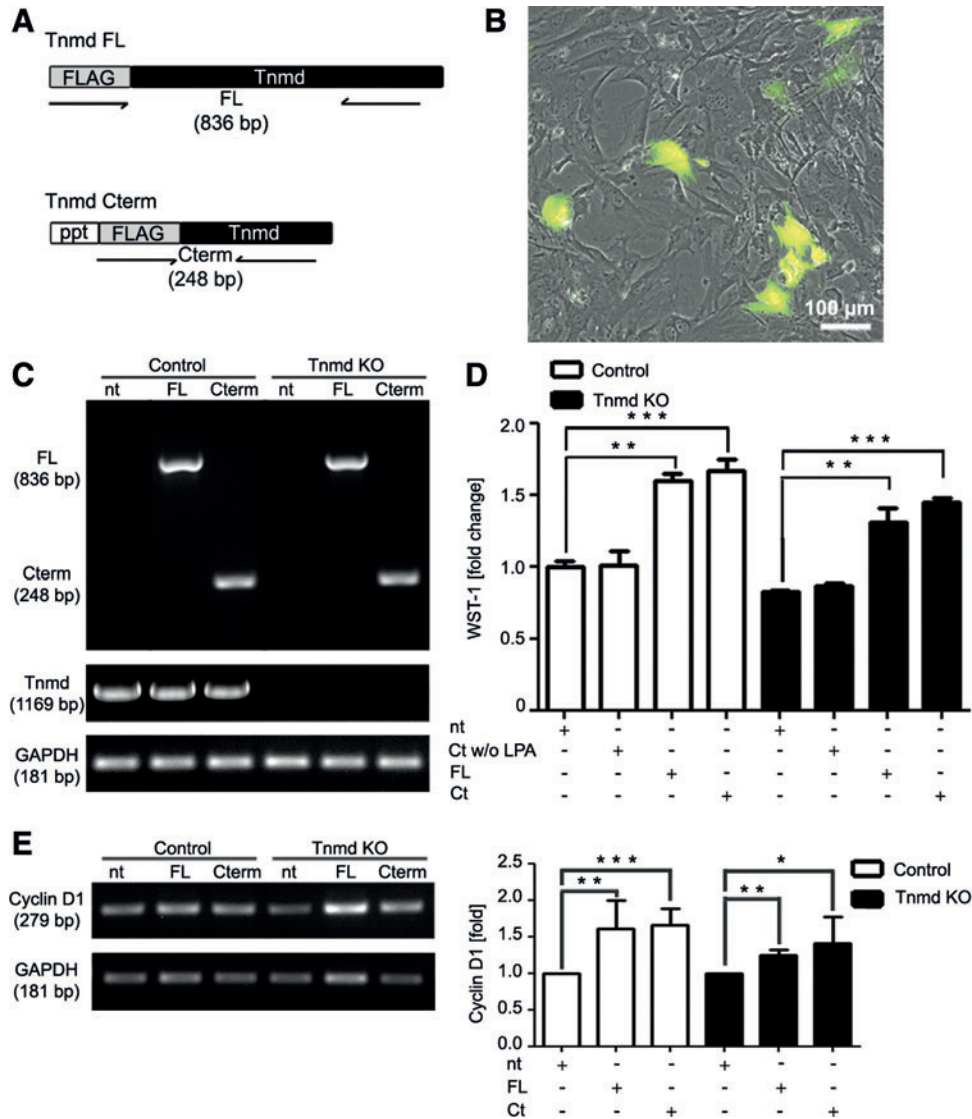 A
Tnmd FL
FLAG Tnmd
FL
(836 bp)
Tnmd Cterm
ppt FLAG Tnmd
Cterm
(248 bp)
B
100 µm
C
Control Tnmd KO
nt FL Cterm nt FL Cterm
FL
(836 bp)
Cterm
(248 bp)
Tnmd
(1169 bp)
GAPDH
(181 bp)
D
Control
Tnmd KO
WST-1 [fold change]
2.0
1.5
1.0
0.5
0
* * *
* *
* * *
* *
nt + - - - + - - -
Ct w/o LPA - + - - - + - -
FL - - + - - - + -
Ct - - - + - - - +
E
Control Tnmd KO
nt FL Cterm nt FL Cterm
Cyclin D1
(279 bp)
GAPDH
(181 bp)
Control
Tnmd KO
Cyclin D1 [fold]
2.5
2.0
1.5
1.0
0.5
0.0
* * *
* *
*
* *
nt + - - + - -
FL - + - - + -
Ct - - + - - +